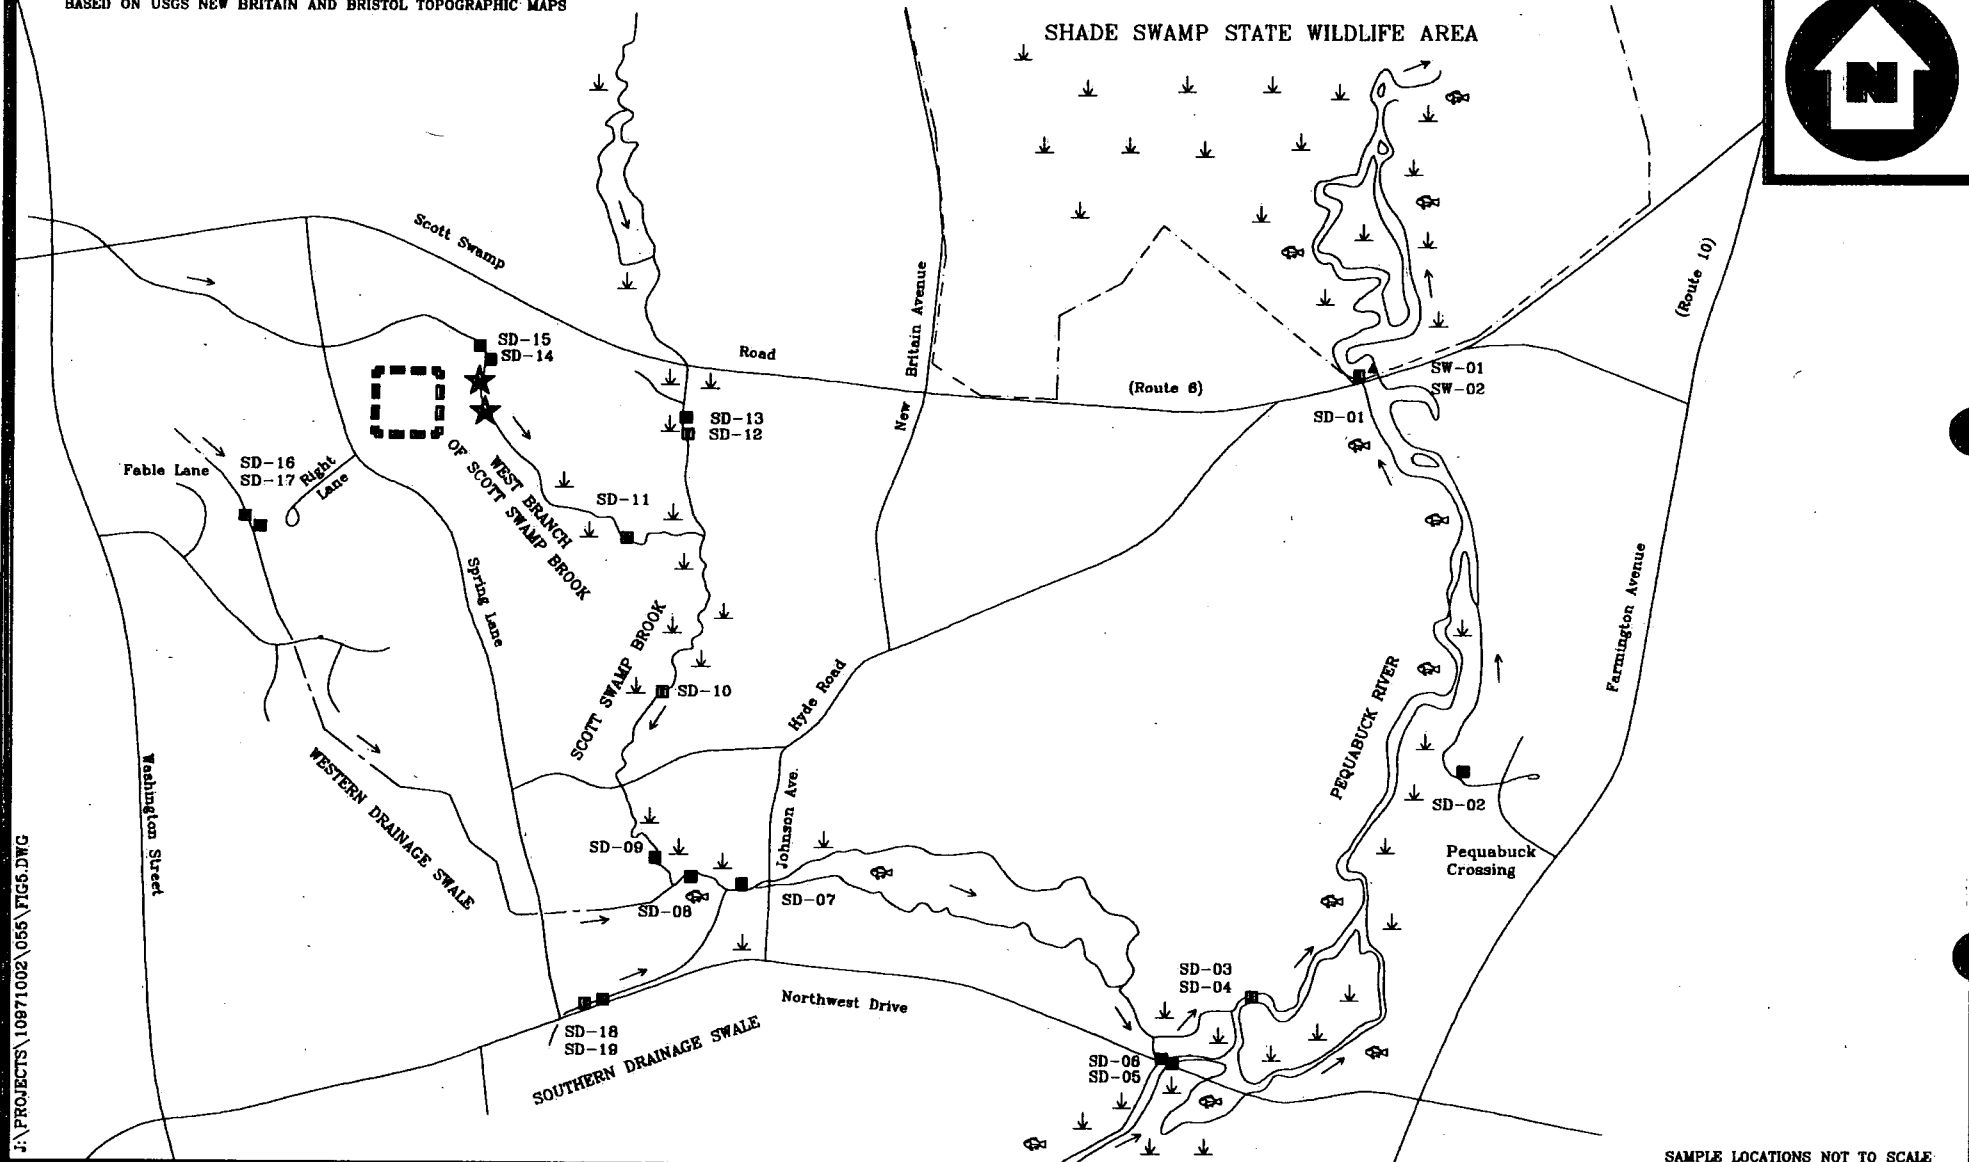 BASED ON USGS NEW BRITAIN AND BRISTOL TOPOGRAPHIC MAPS
SHADE SWAMP STATE WILDLIFE AREA
N
Scott Swamp
Road
(Route 6)
New
Britain Avenue
(Route 10)
SD-15
SD-14
SD-13
SD-12
SW-01
SW-02
SD-01
Fable Lane
SD-16
SD-17
Right
Lane
WEST BRANCH
OF SCOTT SWAMP BROOK
SD-11
Spring Lane
SCOTT SWAMP BROOK
SD-10
Hyde Road
Farmington Avenue
PEQUABUCK RIVER
Washington Street
WESTERN DRAINAGE SWALE
Johnson Ave.
SD-02
SD-09
Pequabuck
Crossing
SD-08
SD-07
SD-03
SD-04
Northwest Drive
SD-18
SD-19
SOUTHERN DRAINAGE SWALE
SD-06
SD-05
J:\PROJECTS\10971002\055\FIG5.DWG
SAMPLE LOCATIONS NOT TO SCALE